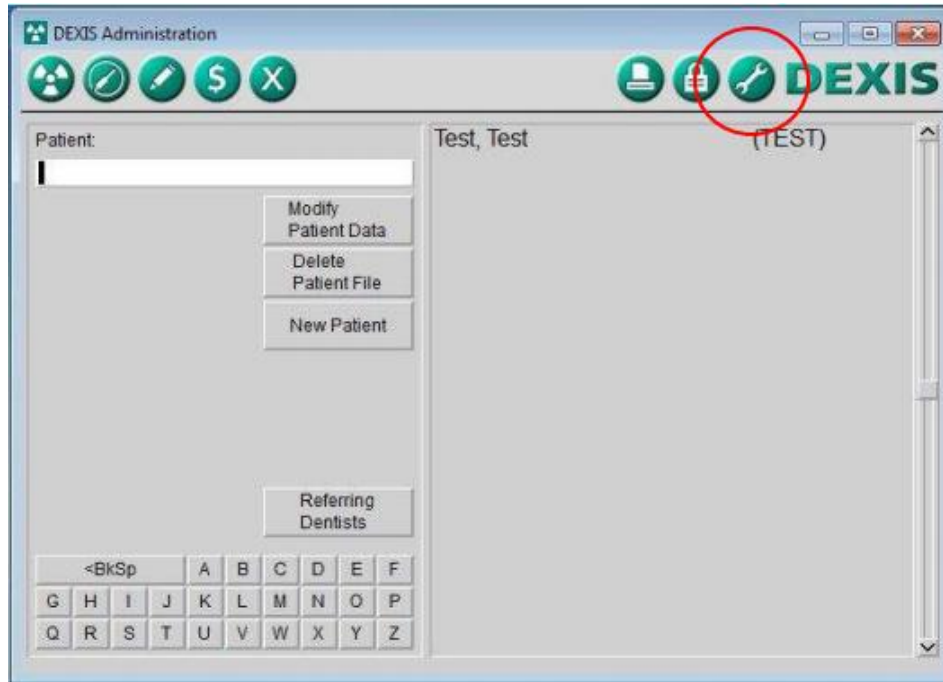 DEXIS Administration
$ X
DEXIS
Patient:
Test, Test (TEST)
Modify
Patient Data
Delete
Patient File
New Patient
Referring
Dentists
<BkSp A B C D E F
G H I J K L M N O P
Q R S T U V W X Y Z